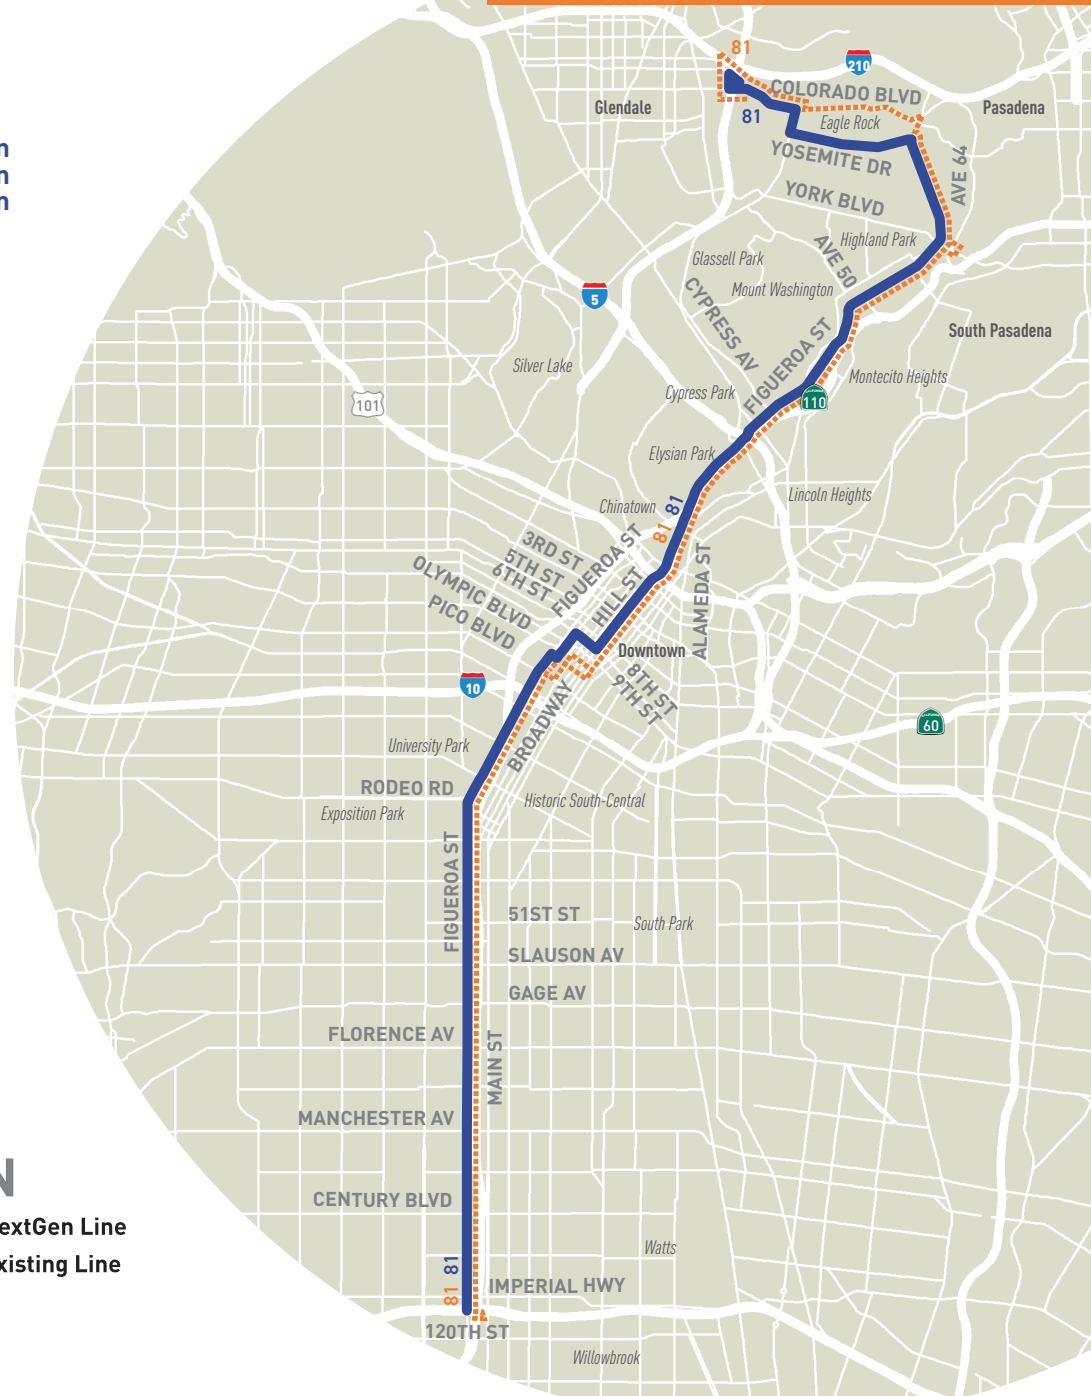 81
210
COLORADO BLVD
Glendale
Pasadena
81
Eagle Rock
YOSEMITE DR
AVE 64
YORK BLVD
Highland Park
AVE 50
Glassell Park
Mount Washington
CYPRESS AV
5
FIGUEROA ST
South Pasadena
Silver Lake
Montecito Heights
Cypress Park
101
110
Elysian Park
Lincoln Heights
Chinatown
81
81
3RD ST
5TH ST
6TH ST
FIGUEROA ST
HILL ST
ALAMEDA ST
OLYMPIC BLVD
PICO BLVD
Downtown
8TH ST
9TH ST
10
BROADWAY
60
University Park
RODEO RD
Exposition Park
Historic South-Central
FIGUEROA ST
51ST ST
South Park
SLAUSON AV
GAGE AV
FLORENCE AV
MAIN ST
MANCHESTER AV
CENTURY BLVD
extGen Line
xisting Line
Watts
81
81
IMPERIAL HWY
120TH ST
Willowbrook